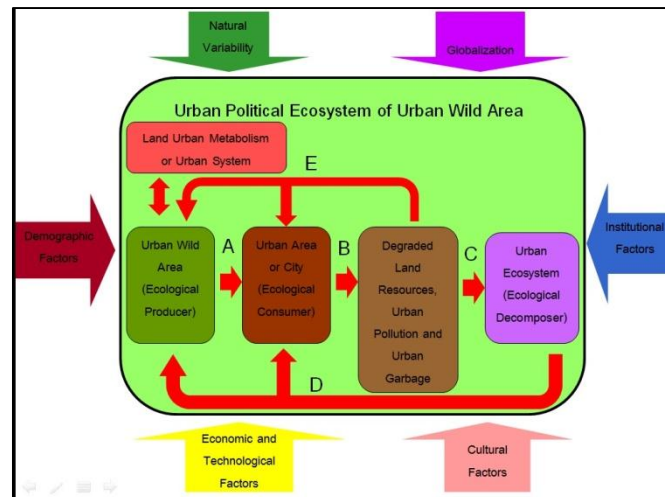 Natural
Variability
Globalization
Urban Political Ecosystem of Urban Wild Area
Land Urban Metabolism
or Urban System
E
Demographic
Factors
Institutional
Factors
Urban Wild
Area
(Ecological
Producer)
A
Urban Area
or City
(Ecological
Consumer)
B
Degraded
Land
Resources,
Urban
Pollution and
Urban
Garbage
C
Urban
Ecosystem
(Ecological
Decomposer)
D
Economic and
Technological
Factors
Cultural
Factors